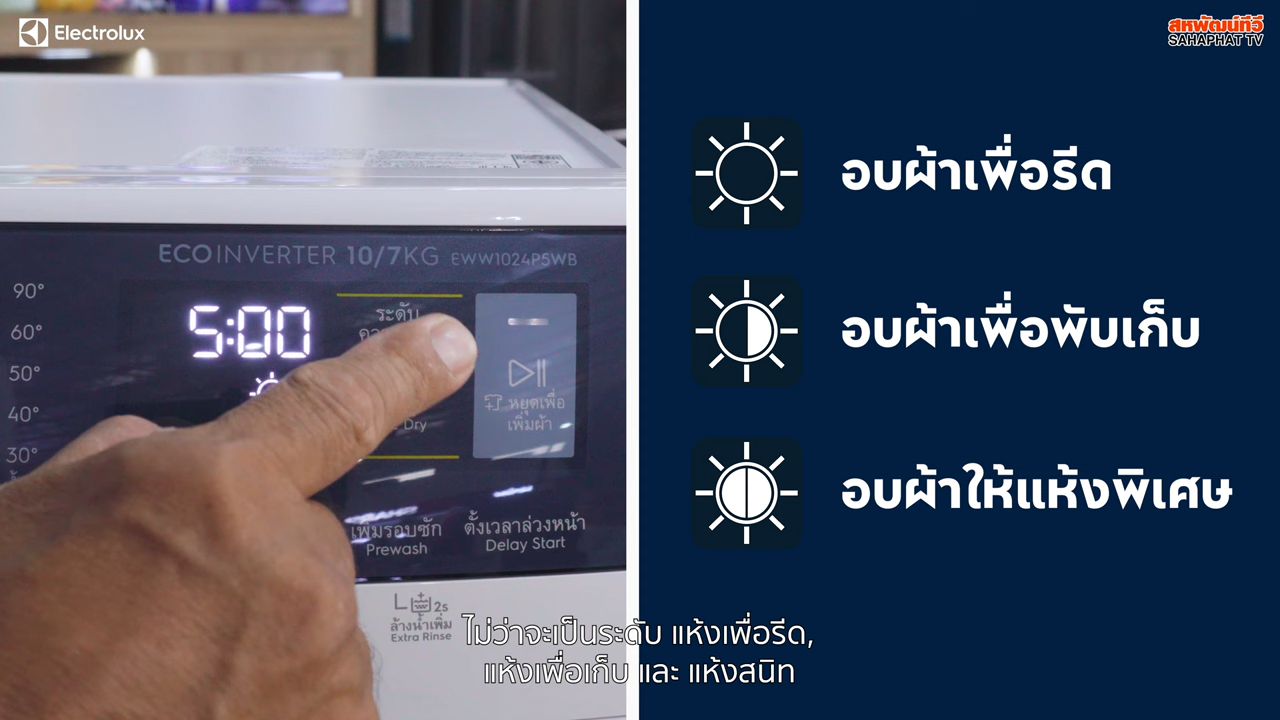 Electrolux
สหพัฒน์ทีวี
SAHAPHAT TV
ECOINVERTER 10/7KG EWW1024P5WB
90°
60°
50°
40°
30°
5:00
ระดับ
Dry
หยุดเพื่อ
เพิ่มผ้า
เพิ่มรอบซัก
Prewash
ตั้งเวลาล่วงหน้า
Delay Start
2s
ล้างน้ำเพิ่ม
Extra Rinse
อบผ้าเพื่อรีด
อบผ้าเพื่อพับเก็บ
อบผ้าให้แห้งพิเศษ
ไม่ว่าจะเป็นระดับ แห้งเพื่อรีด,
แห้งเพื่อเก็บ และ แห้งสนิท